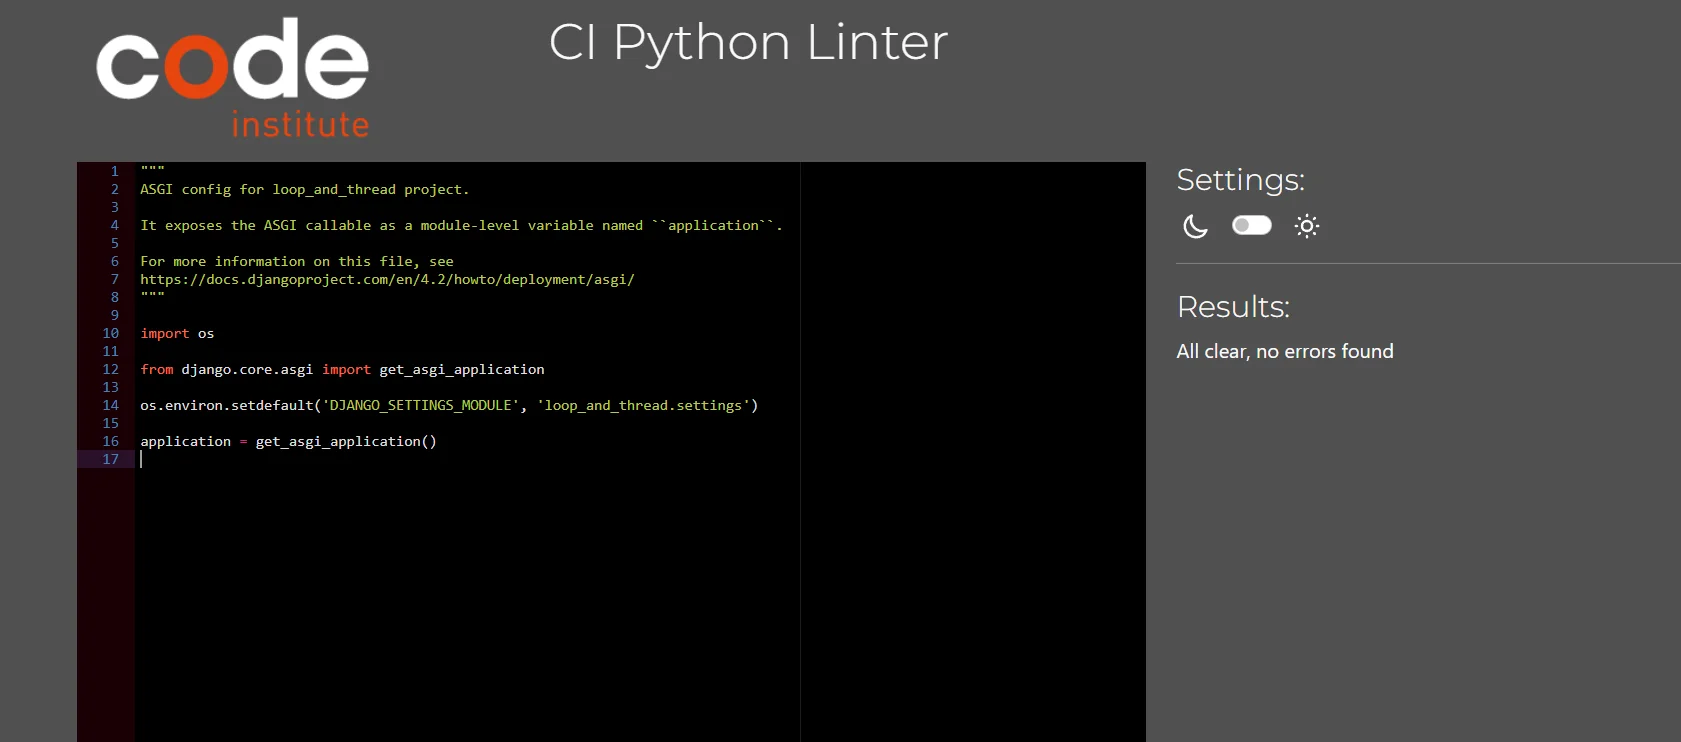 code
institute
CI Python Linter
1 """
2 ASGI config for loop_and_thread project.
3
4 It exposes the ASGI callable as a module-level variable named ``application``.
5
6 For more information on this file, see
7 https://docs.djangoproject.com/en/4.2/howto/deployment/asgi/
8 """
9
10 import os
11
12 from django.core.asgi import get_asgi_application
13
14 os.environ.setdefault('DJANGO_SETTINGS_MODULE', 'loop_and_thread.settings')
15
16 application = get_asgi_application()
17
Settings:
Results:
All clear, no errors found